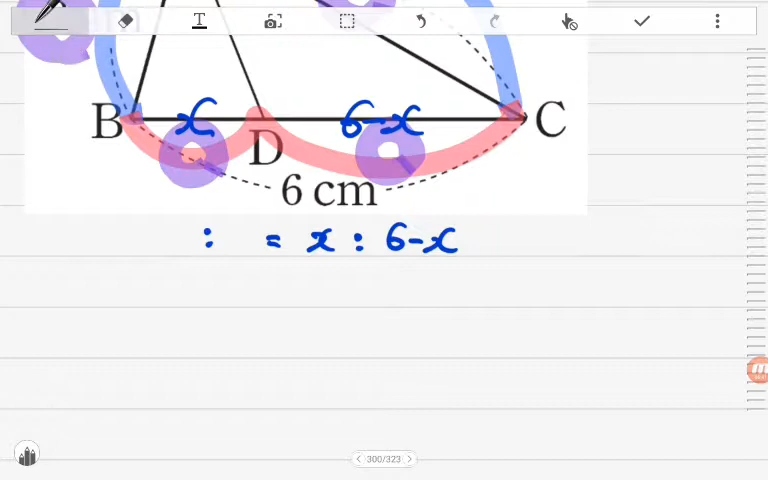 T
B x 6-x C
D
6 cm
: = x : 6-x
300/323